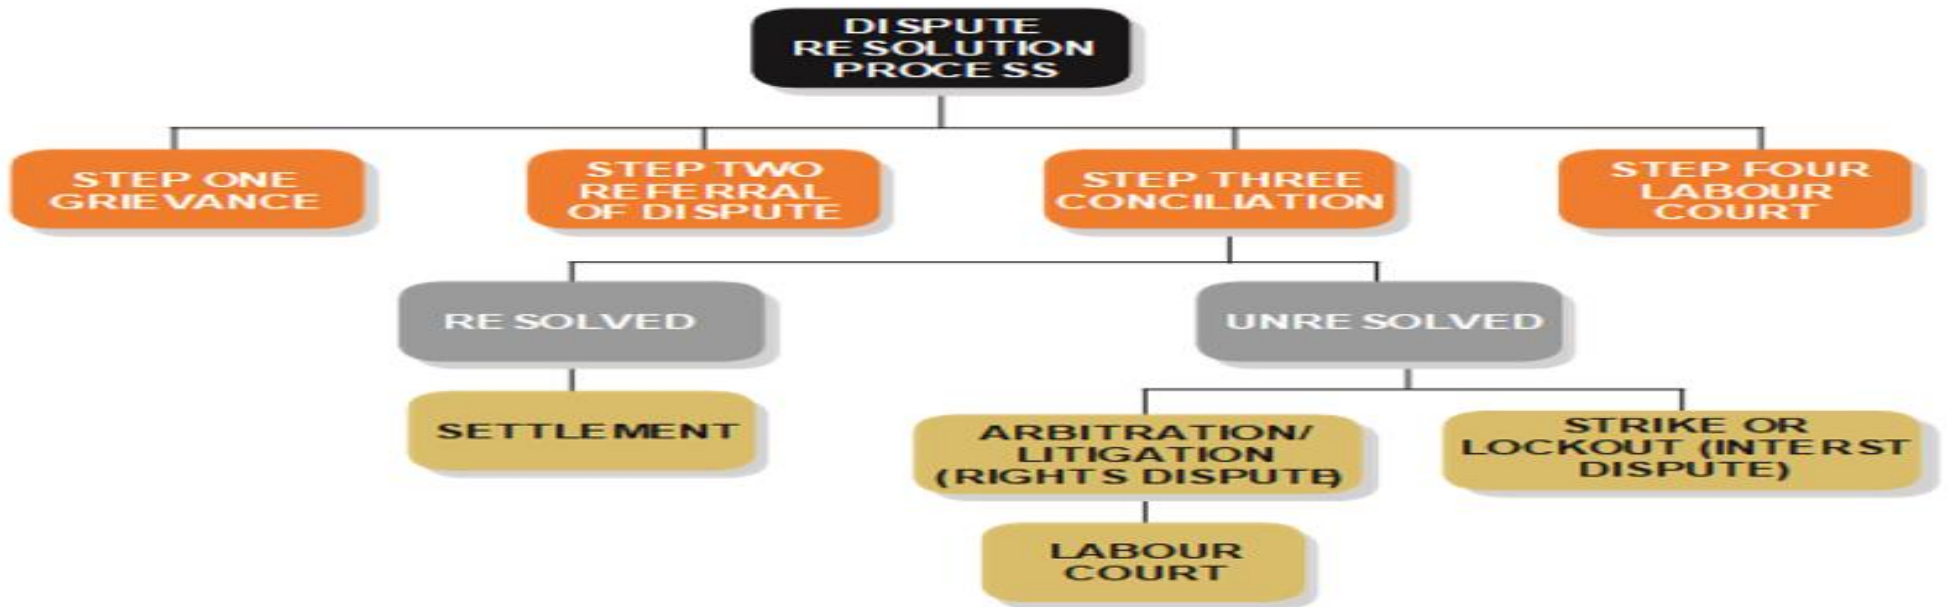 DISPUTE
RESOLUTION
PROCESS
STEP ONE
GRIEVANCE
STEP TWO
REFERRAL
OF DISPUTE
STEP THREE
CONCILIATION
STEP FOUR
LABOUR
COURT
RESOLVED
UNRESOLVED
SETTLEMENT
ARBITRATION/
LITIGATION
(RIGHTS DISPUTE)
STRIKE OR
LOCKOUT (INTERST
DISPUTE)
LABOUR
COURT